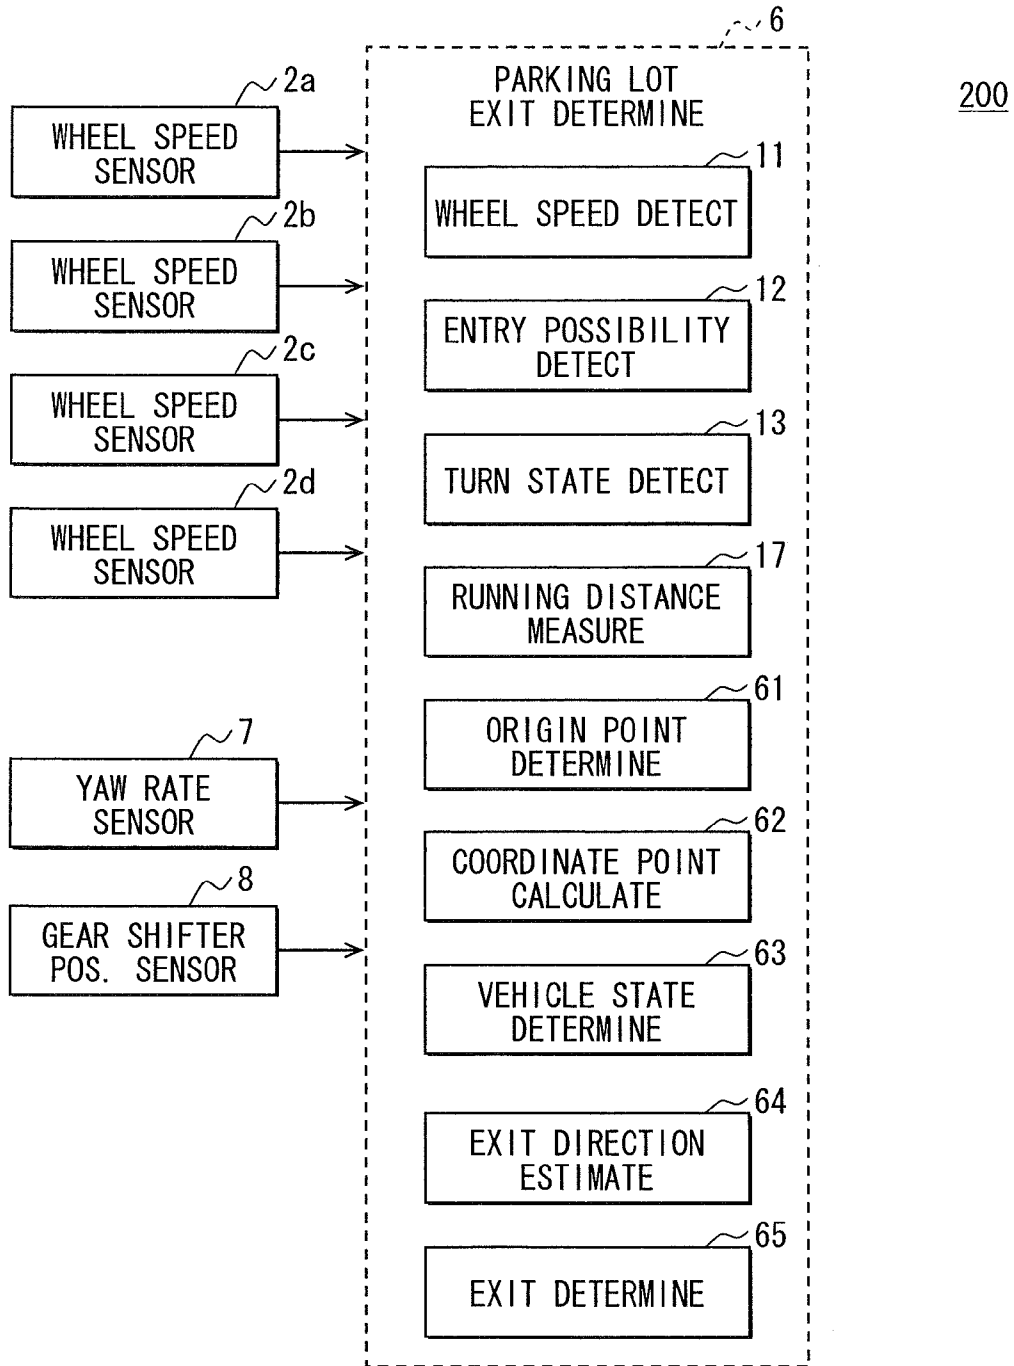 6
200
PARKING LOT
EXIT DETERMINE
2a
WHEEL SPEED
SENSOR
2b
WHEEL SPEED
SENSOR
2c
WHEEL SPEED
SENSOR
2d
WHEEL SPEED
SENSOR
7
YAW RATE
SENSOR
8
GEAR SHIFTER
POS. SENSOR
11
WHEEL SPEED DETECT
12
ENTRY POSSIBILITY
DETECT
13
TURN STATE DETECT
17
RUNNING DISTANCE
MEASURE
61
ORIGIN POINT
DETERMINE
62
COORDINATE POINT
CALCULATE
63
VEHICLE STATE
DETERMINE
64
EXIT DIRECTION
ESTIMATE
65
EXIT DETERMINE